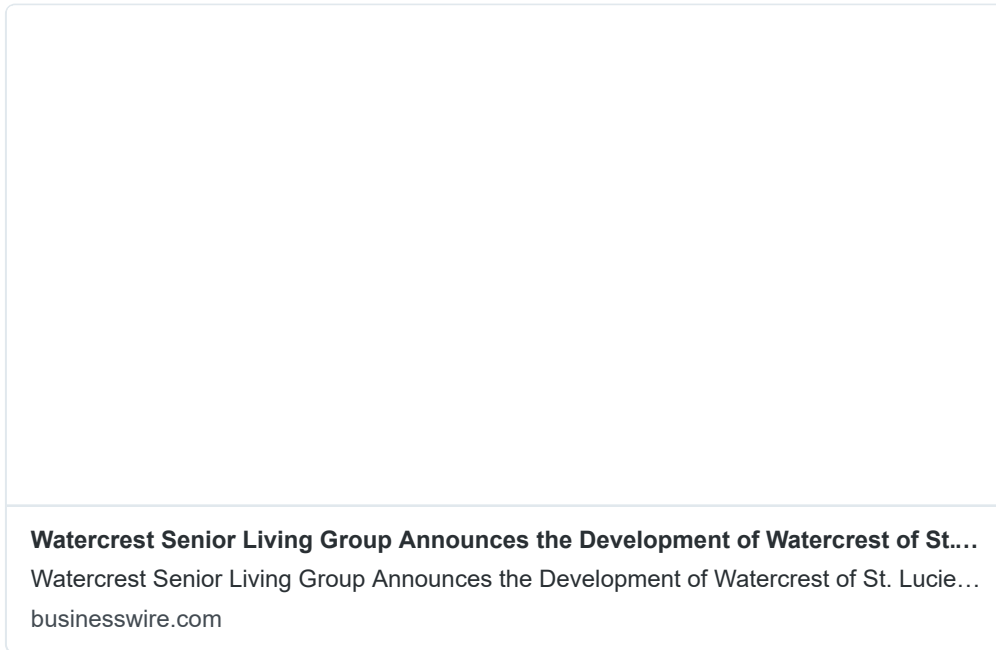 Watercrest Senior Living Group Announces the Development of Watercrest of St.…
Watercrest Senior Living Group Announces the Development of Watercrest of St. Lucie…
businesswire.com